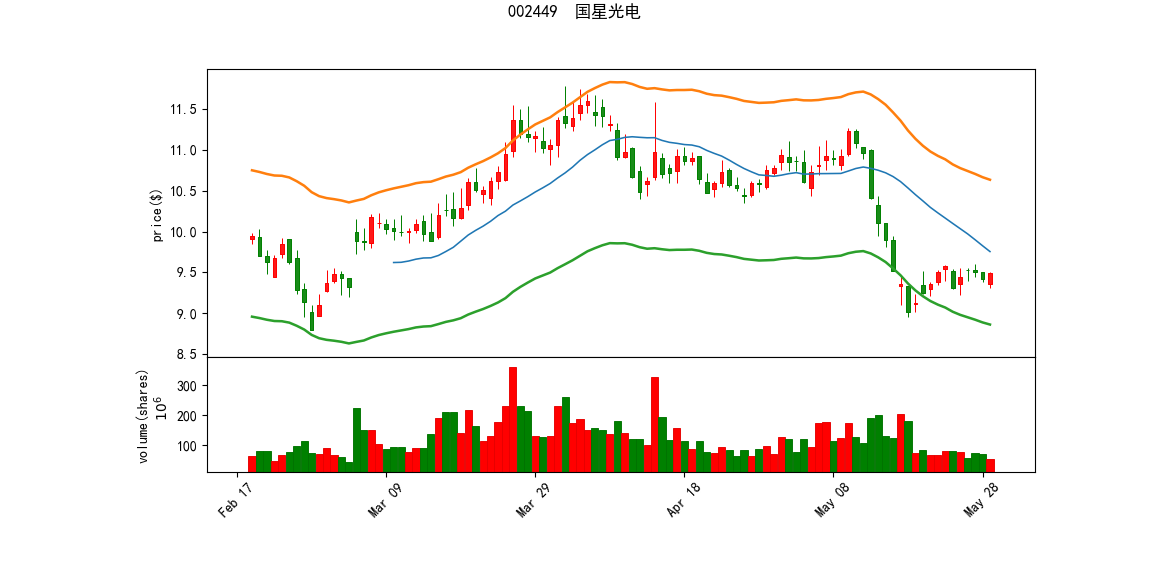 002449 国星光电
price($)
11.5
11.0
10.5
10.0
9.5
9.0
8.5
volume(shares)
10^6
300
200
100
Feb 17
Mar 09
Mar 29
Apr 18
May 08
May 28